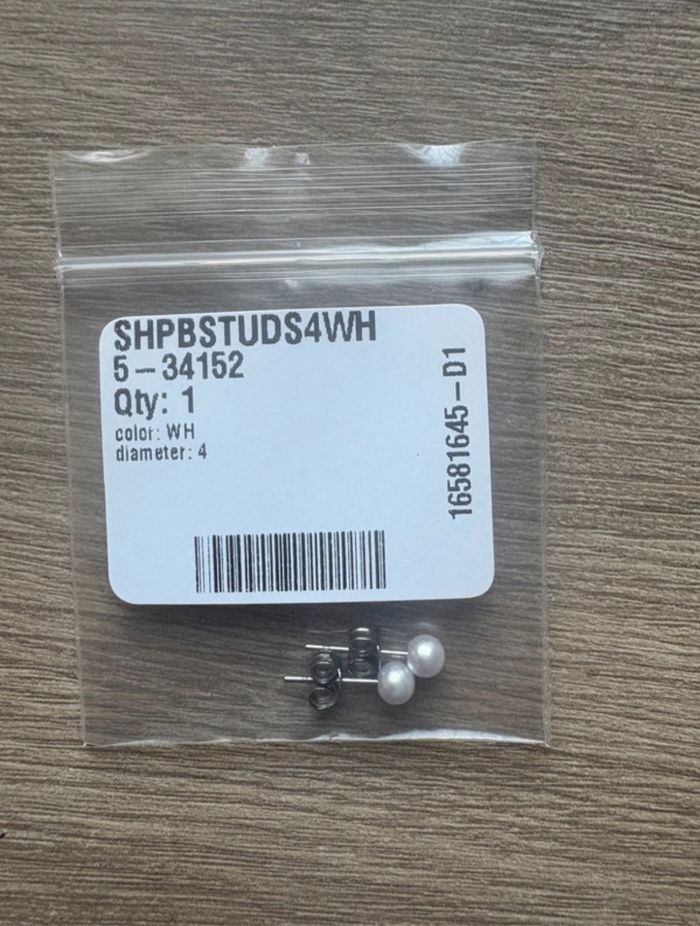 SHPBSTUDS4WH
5-34152
Qty: 1
color: WH
diameter: 4
16581645-D1